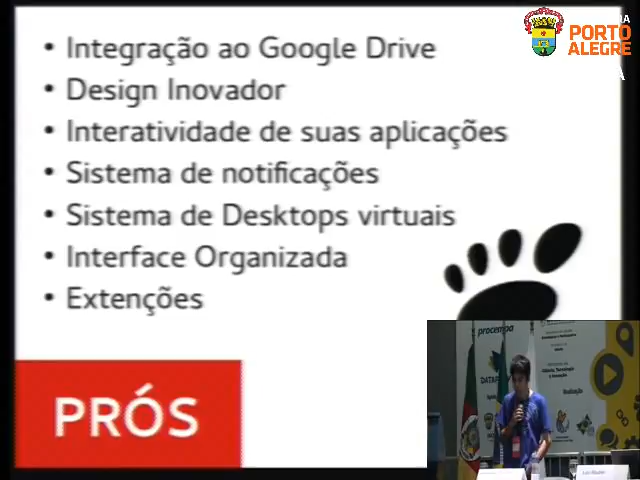 • Integração ao Google Drive
• Design Inovador
• Interatividade de suas aplicações
• Sistema de notificações
• Sistema de Desktops virtuais
• Interface Organizada
• Extenções
PRÓS
PORTO
ALEGRE
procempa